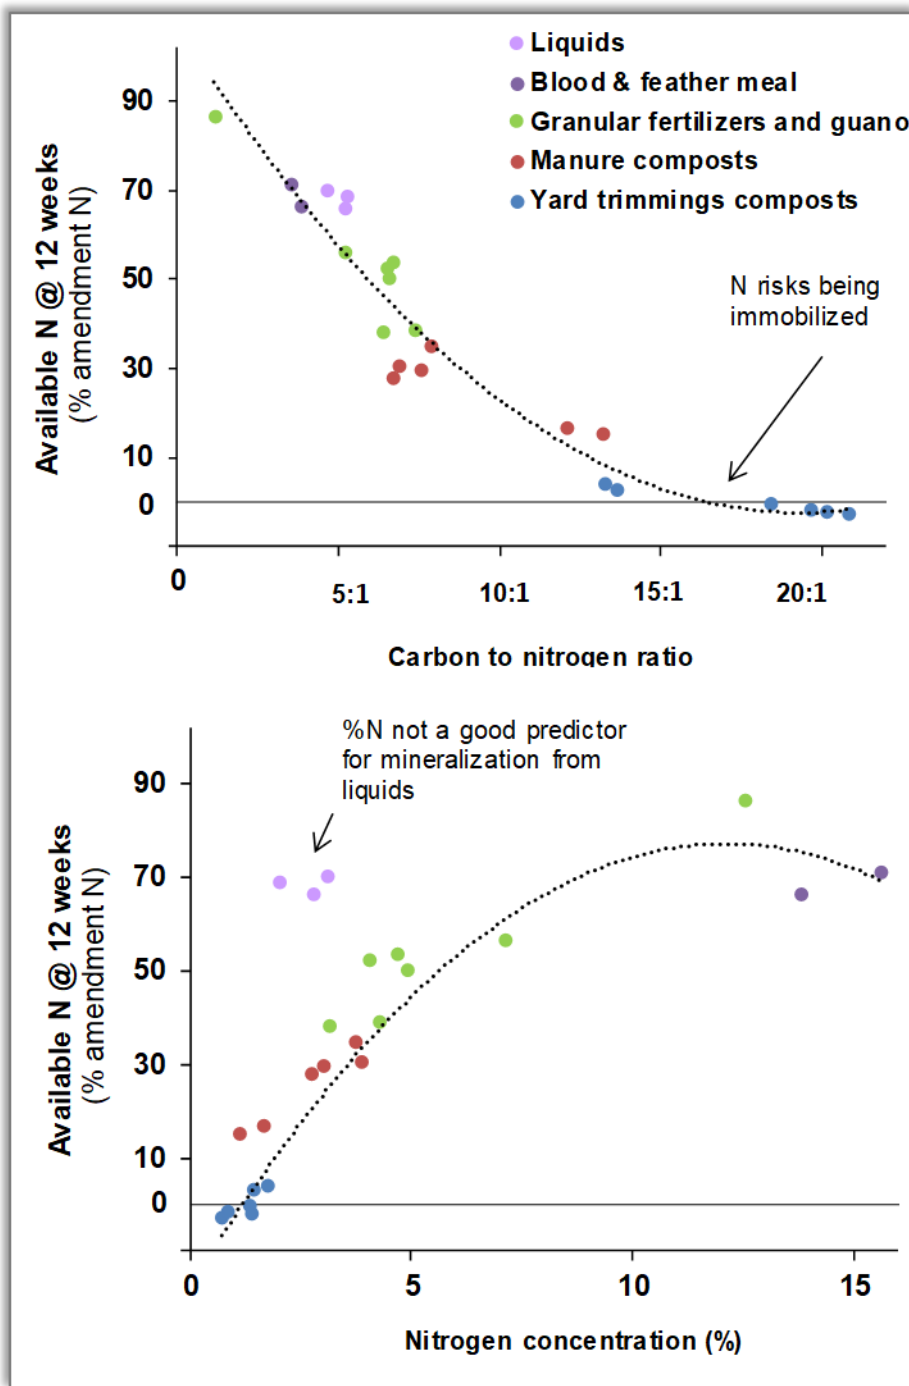 Liquids
Blood & feather meal
Granular fertilizers and guano
Manure composts
Yard trimmings composts
Available N @ 12 weeks
(% amendment N)
90
70
50
30
10
0
N risks being
immobilized
0
5:1
10:1
15:1
20:1
Carbon to nitrogen ratio
%N not a good predictor
for mineralization from
liquids
Available N @ 12 weeks
(% amendment N)
90
70
50
30
10
0
0
5
10
15
Nitrogen concentration (%)